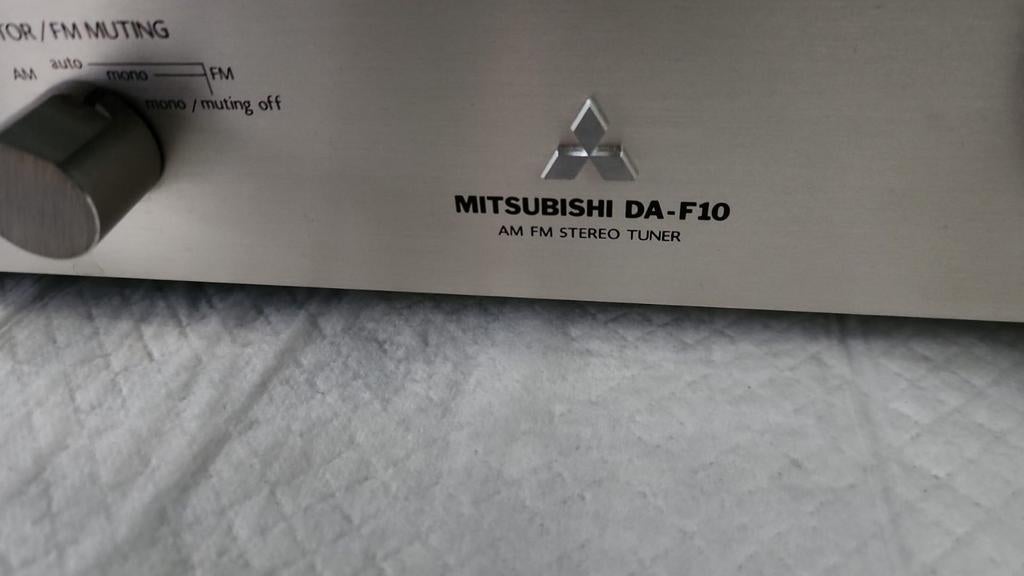 TOR / FM MUTING
auto
AM mono FM
mono / muting off
MITSUBISHI DA-F10
AM FM STEREO TUNER